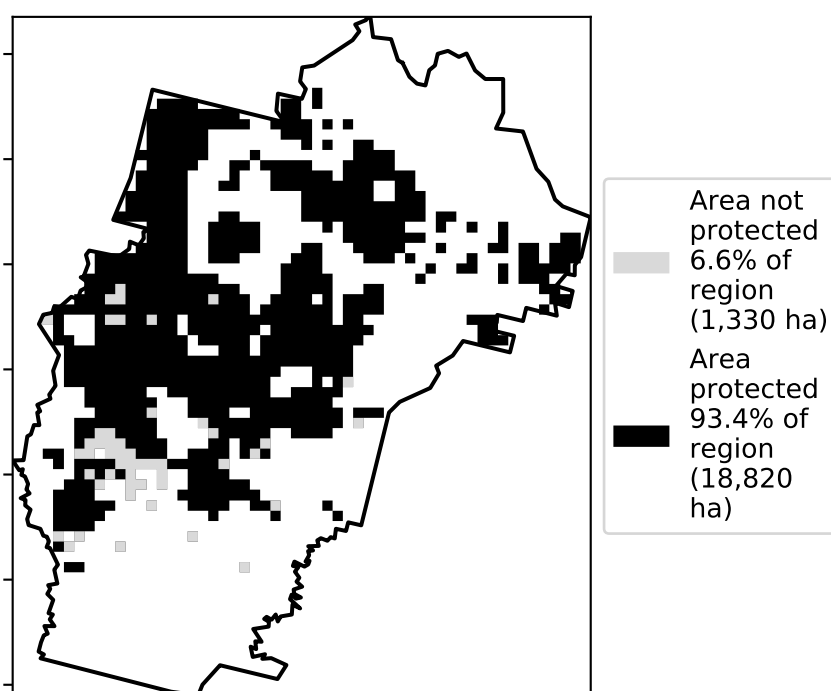 Area not
protected
6.6% of
region
(1,330 ha)
Area
protected
93.4% of
region
(18,820
ha)